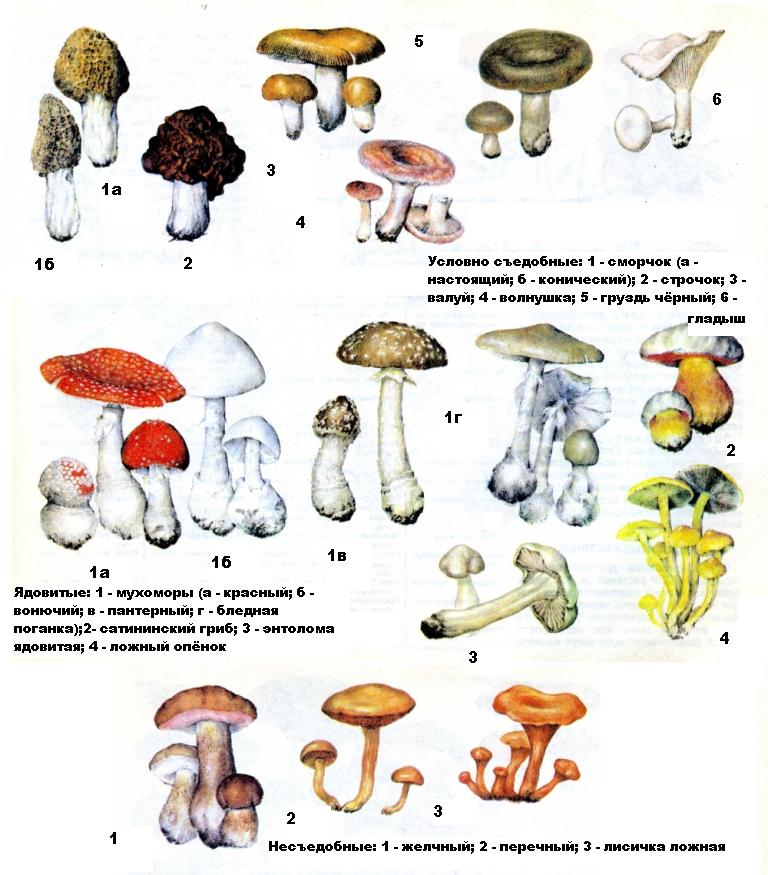 5
6
1а
3
4
1б
2
Условно съедобные: 1 - сморчок (а -
настоящий; б - конический); 2 - строчок; 3 -
валуй; 4 - волнушка; 5 - груздь чёрный; 6 -
гладыш
1г
2
1в
1б
1а
Ядовитые: 1 - мухоморы (а - красный; б -
вонючий; в - пантерный; г - бледная
поганка);2- сатининский гриб; 3 - энтолома
ядовитая; 4 - ложный опёнок
4
3
2
3
1
Несъедобные: 1 - желчный; 2 - перечный; 3 - лисичка ложная